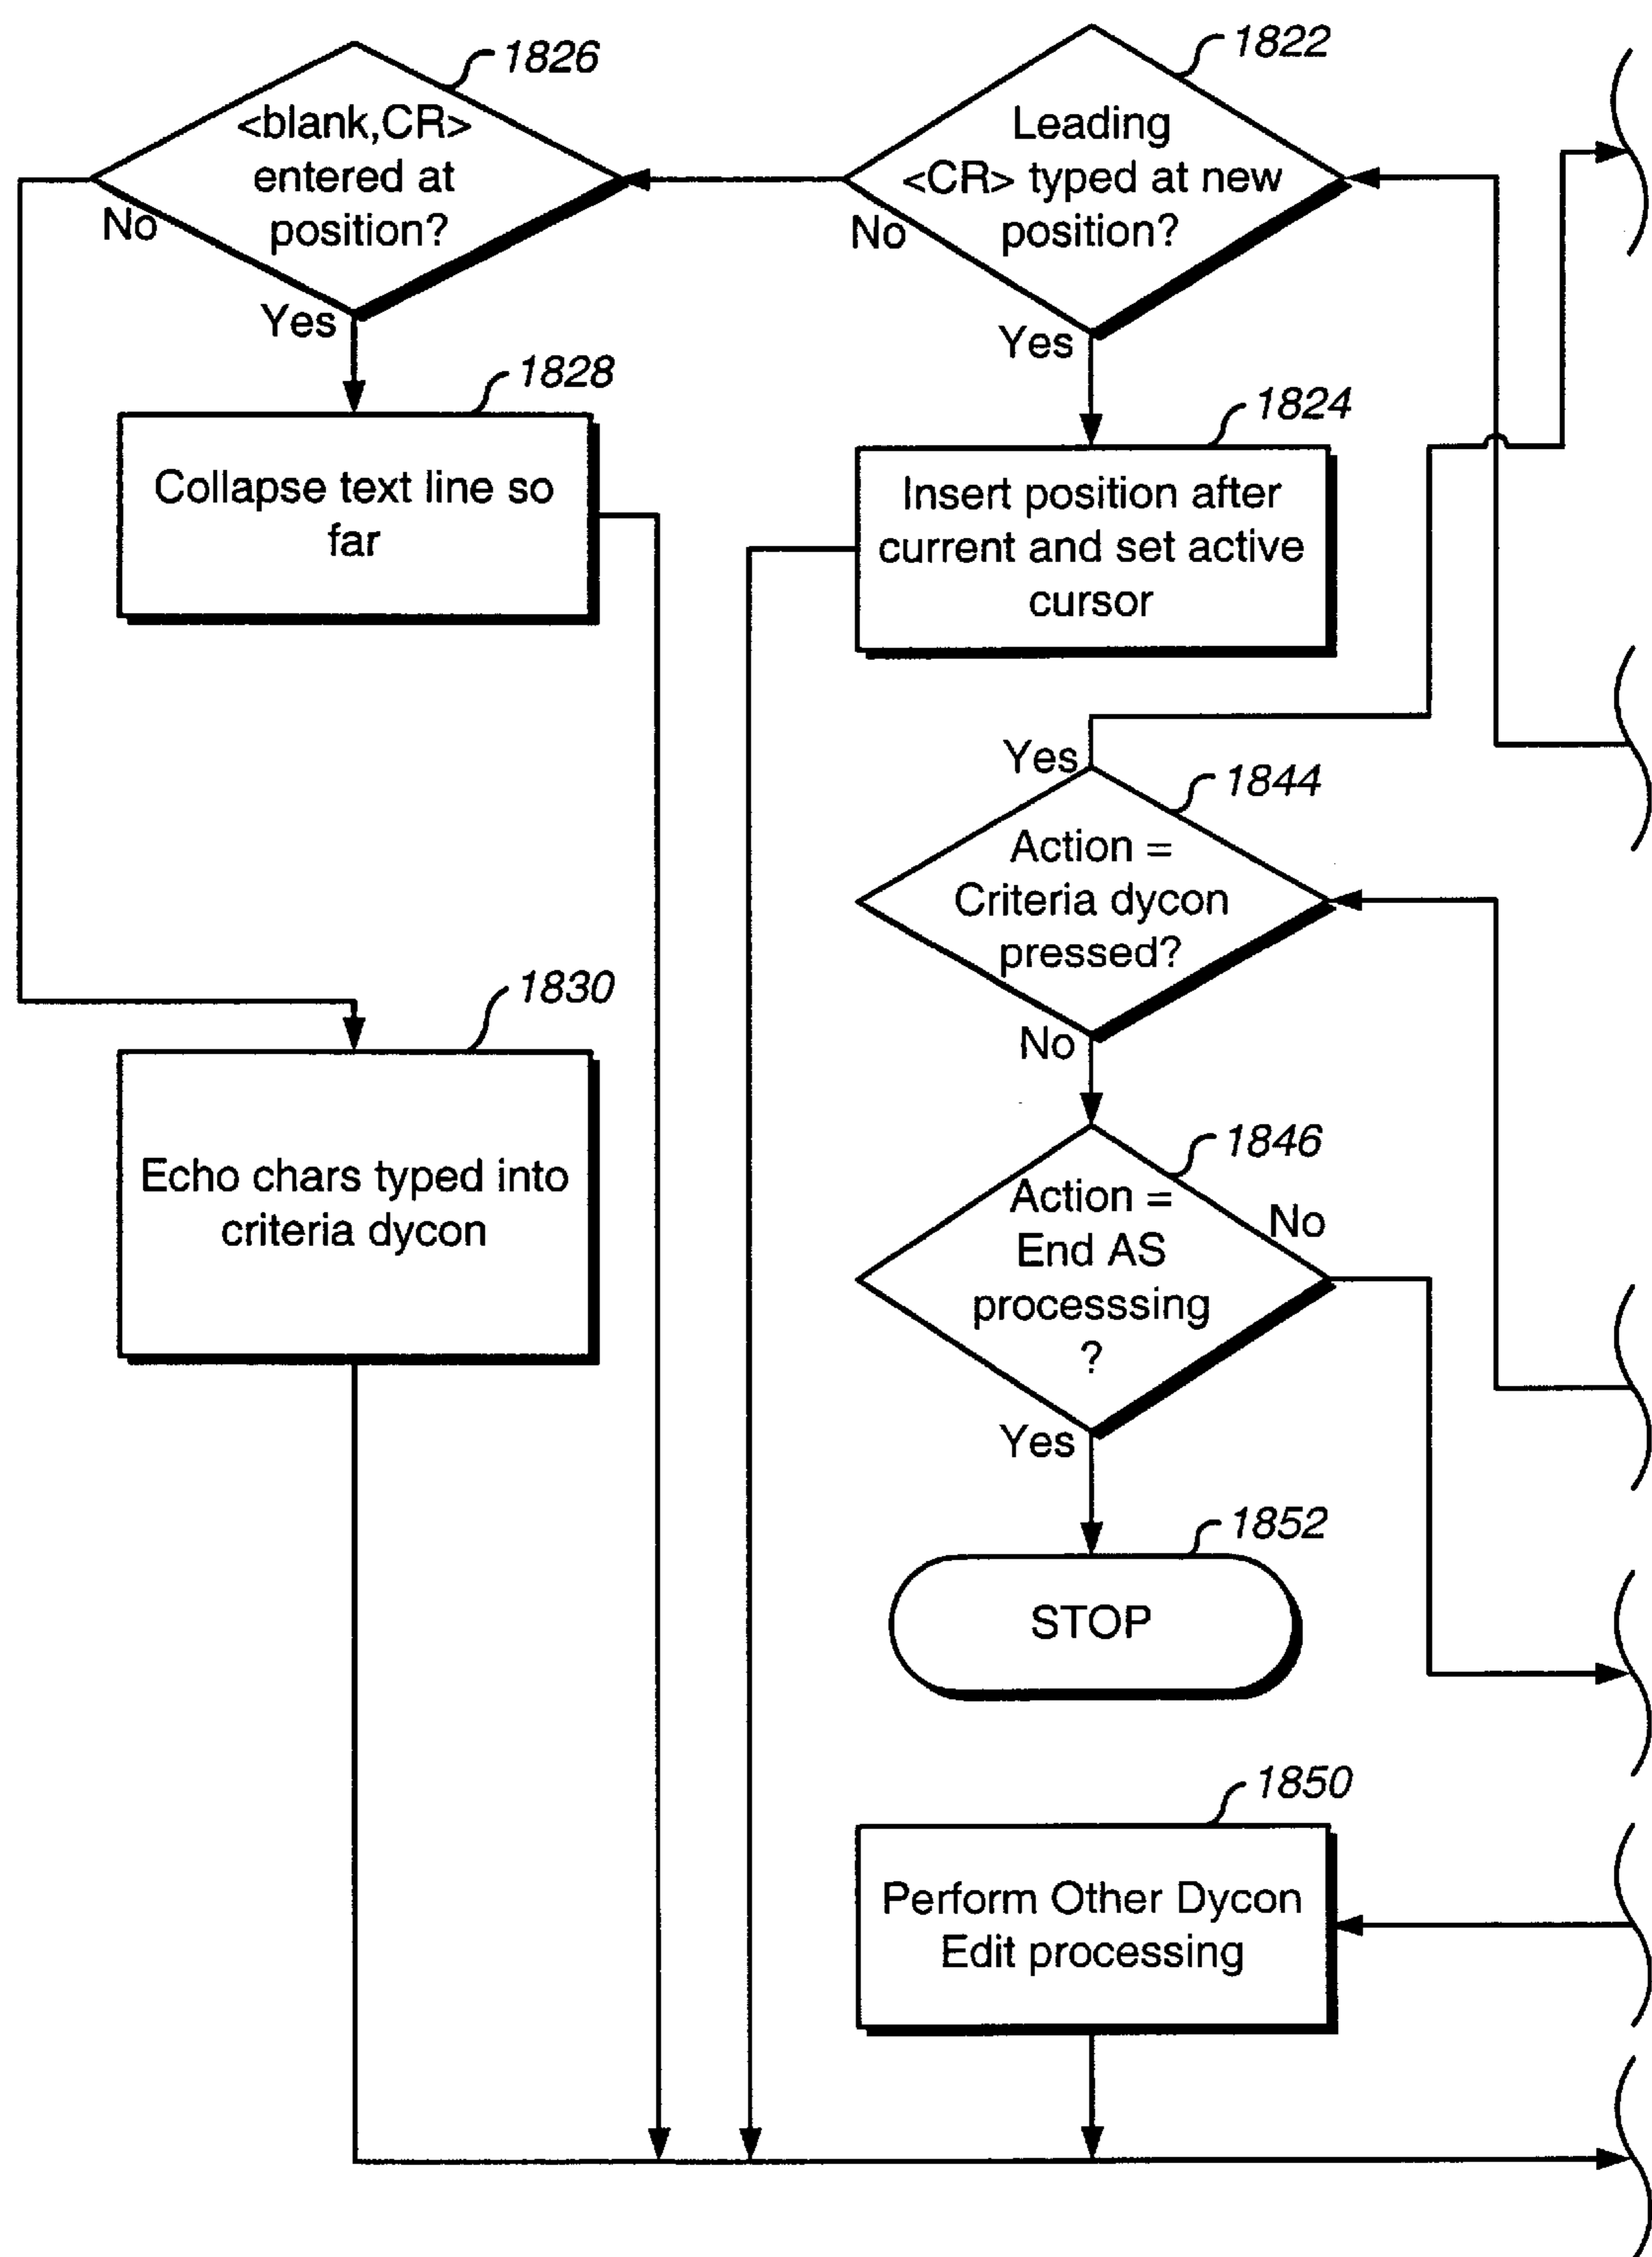 1826
<blank,CR>
entered at
position?
No
Yes
1822
Leading
<CR> typed at new
position?
No
Yes
1828
Collapse text line so
far
1824
Insert position after
current and set active
cursor
Yes
1844
Action =
Criteria dycon
pressed?
No
1830
Echo chars typed into
criteria dycon
1846
Action =
End AS
processsing
?
No
Yes
1852
STOP
1850
Perform Other Dycon
Edit processing